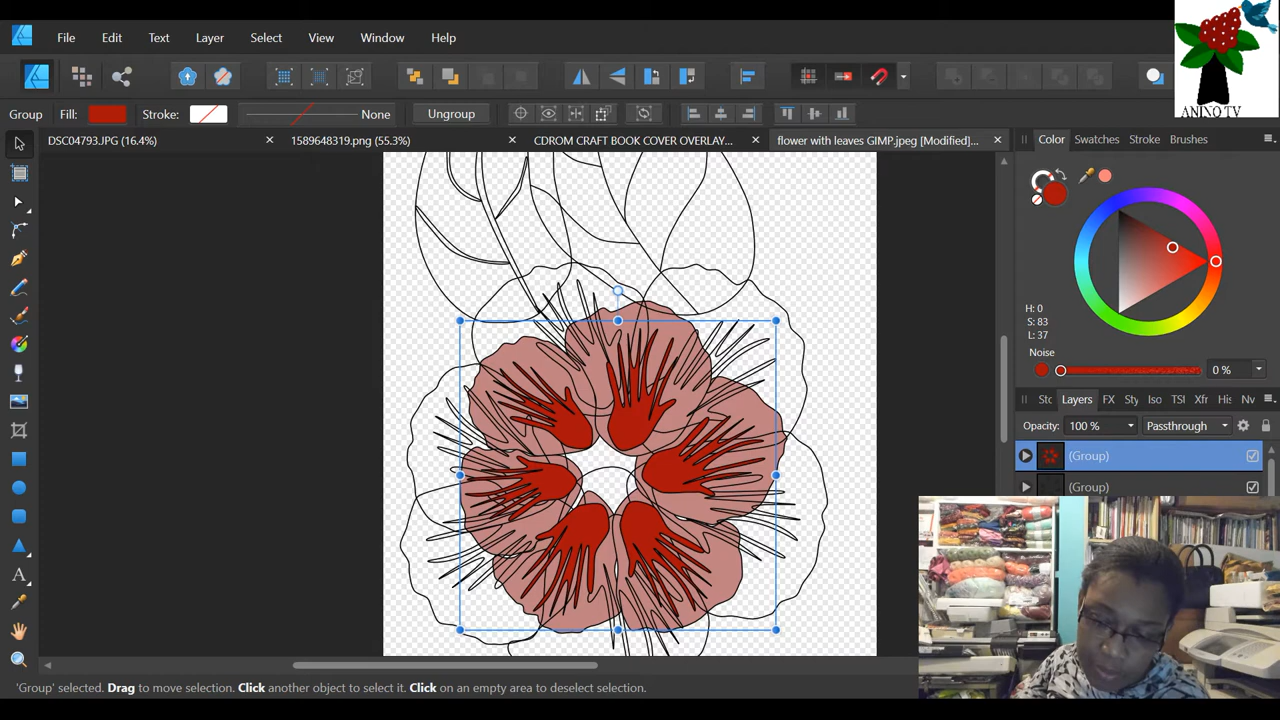 File Edit Text Layer Select View Window Help
ANINO TV
Group Fill: Stroke: None Ungroup
DSC04793.JPG (16.4%) 1589648319.png (55.3%) CDROM CRAFT BOOK COVER OVERLAY... flower with leaves GIMP.jpeg [Modified]...
Color Swatches Stroke Brushes
H: 0
S: 83
L: 37
Noise
0 %
Stc Layers FX Sty Iso TSI Xfr His Nv
Opacity: 100 % Passthrough
(Group)
(Group)
'Group' selected. Drag to move selection. Click another object to select it. Click on an empty area to deselect selection.